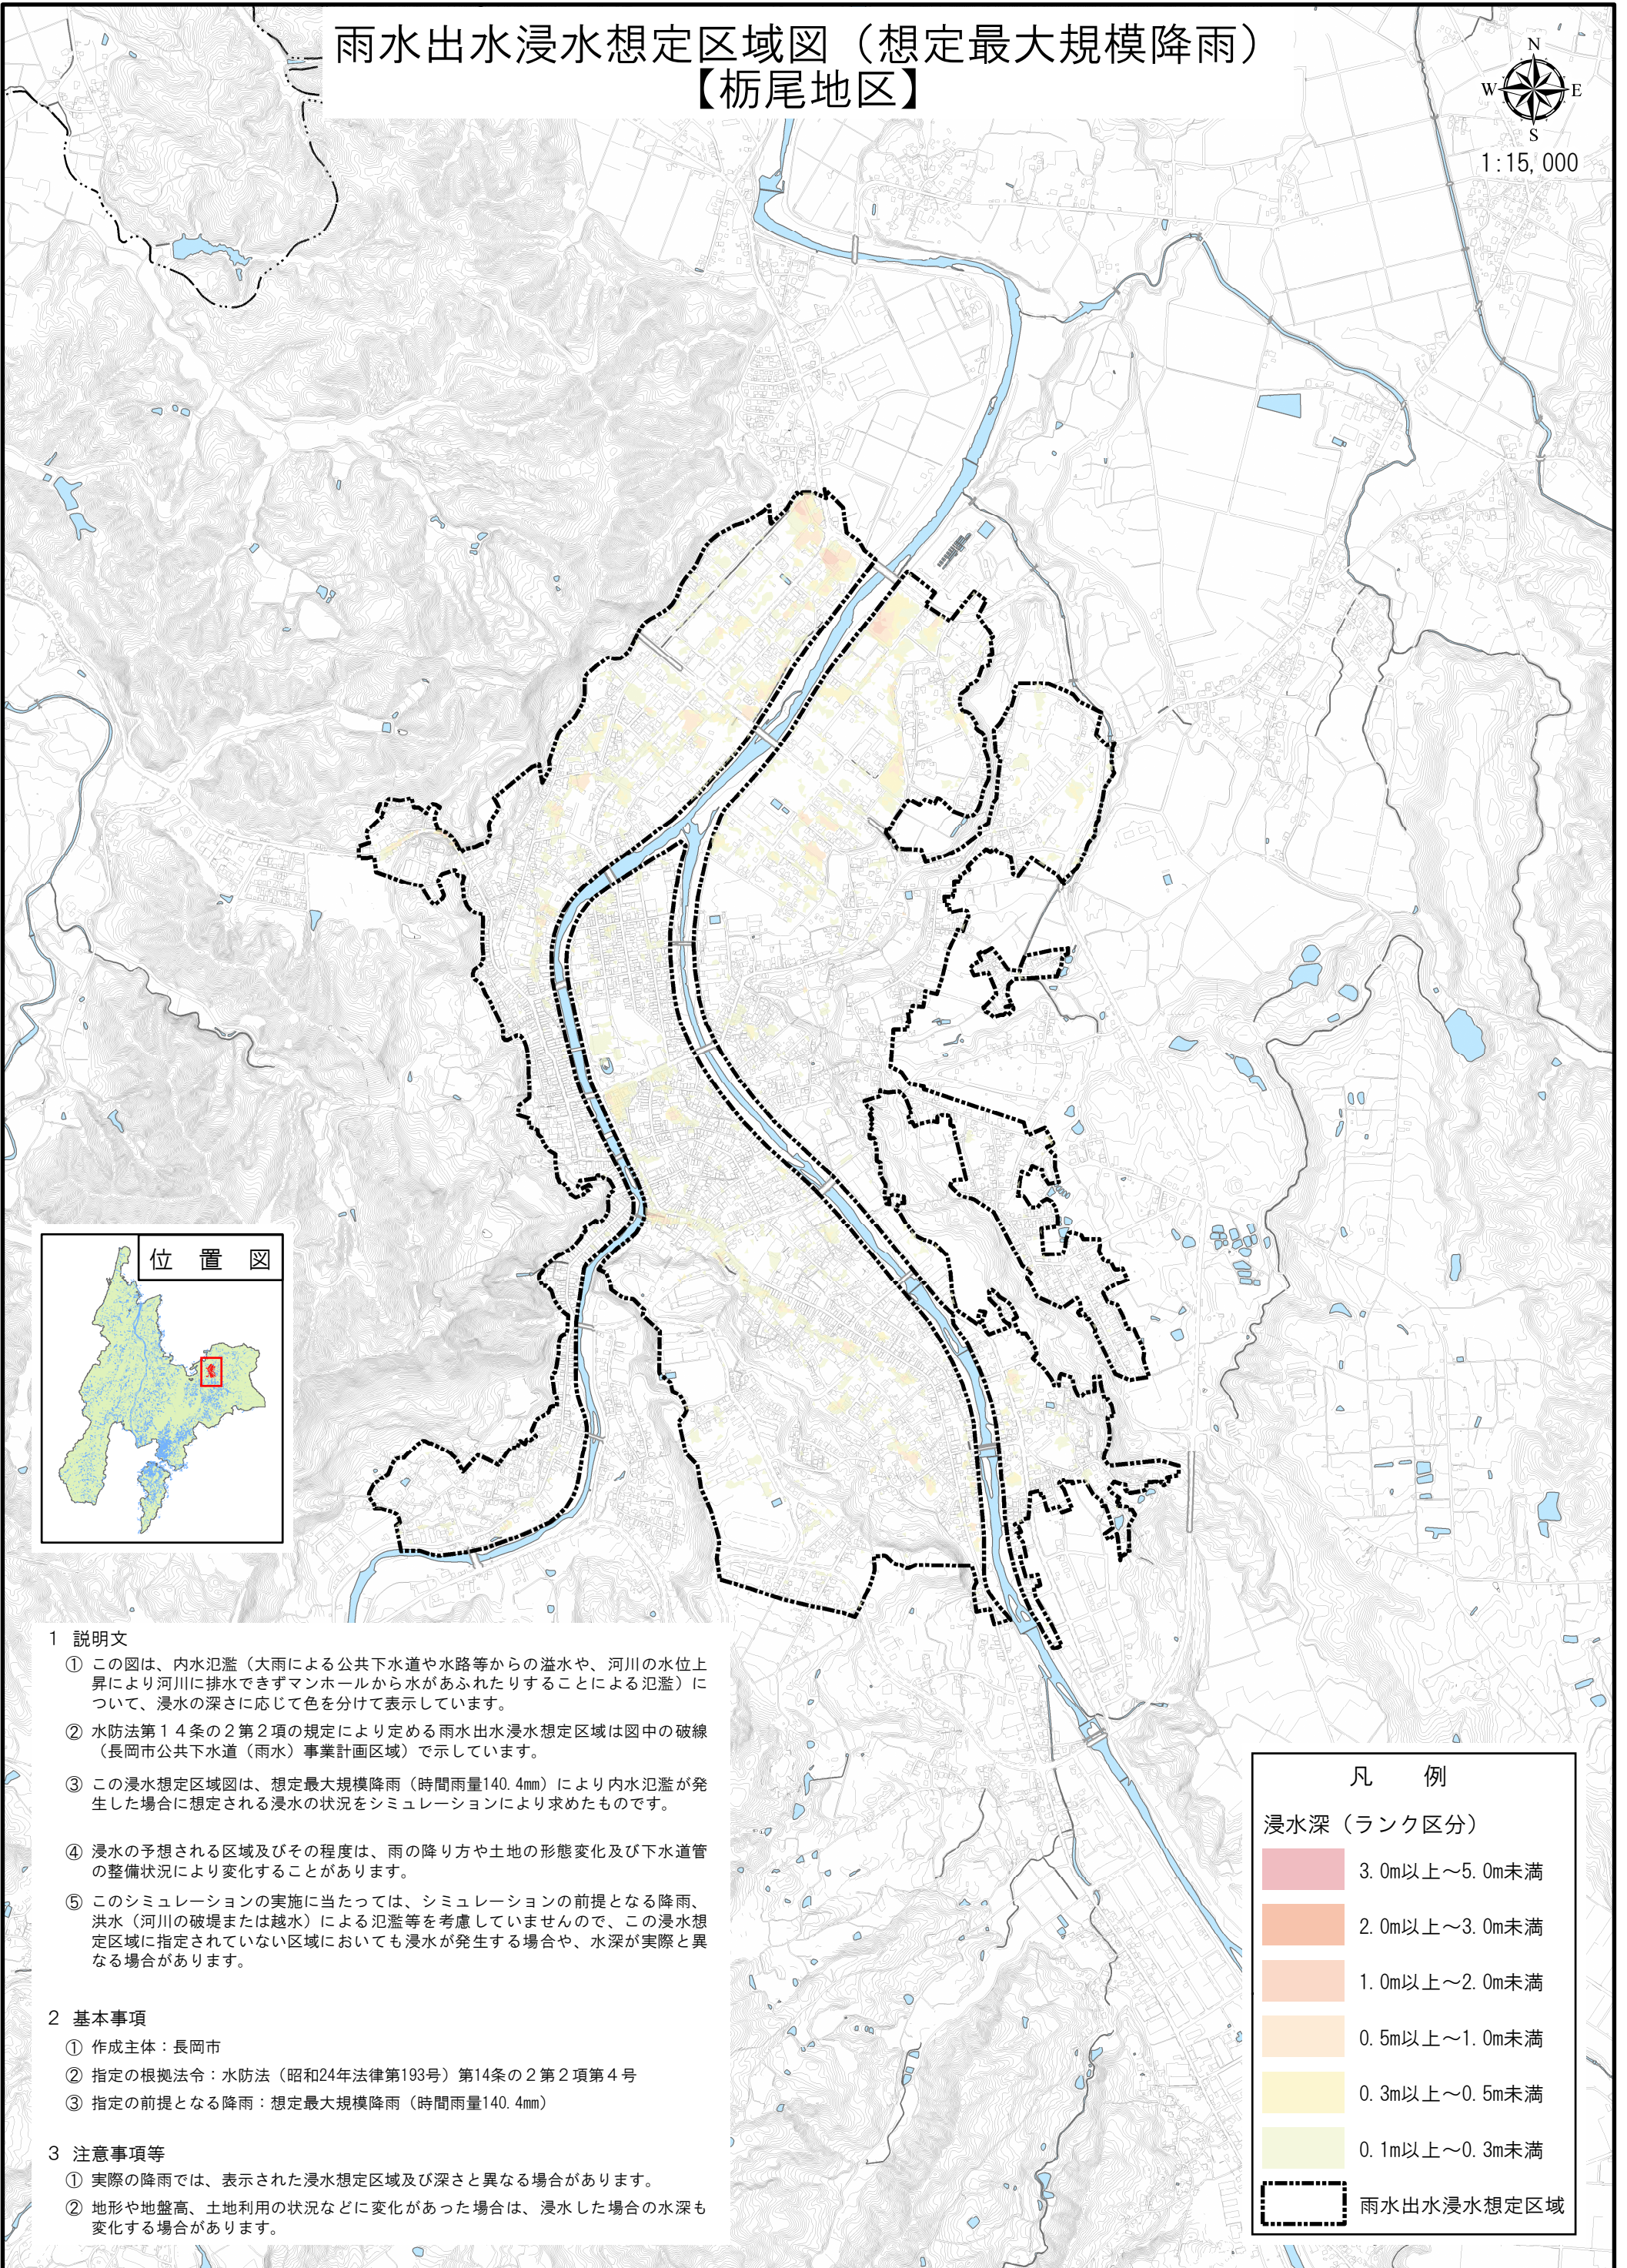 雨水出水浸水想定区域図（想定最大規模降雨）
【栃尾地区】
N
W
E
S
1:15,000
位　置　図
1 説明文
① この図は、内水氾濫（大雨による公共下水道や水路等からの溢水や、河川の水位上
昇により河川に排水できずマンホールから水があふれたりすることによる氾濫）に
ついて、浸水の深さに応じて色を分けて表示しています。
② 水防法第１４条の２第２項の規定により定める雨水出水浸水想定区域は図中の破線
（長岡市公共下水道（雨水）事業計画区域）で示しています。
③ この浸水想定区域図は、想定最大規模降雨（時間雨量140.4㎜）により内水氾濫が発
生した場合に想定される浸水の状況をシミュレーションにより求めたものです。
④ 浸水の予想される区域及びその程度は、雨の降り方や土地の形態変化及び下水道管
の整備状況により変化することがあります。
⑤ このシミュレーションの実施に当たっては、シミュレーションの前提となる降雨、
洪水（河川の破堤または越水）による氾濫等を考慮していませんので、この浸水想
定区域に指定されていない区域においても浸水が発生する場合や、水深が実際と異
なる場合があります。
2 基本事項
① 作成主体：長岡市
② 指定の根拠法令：水防法（昭和24年法律第193号）第14条の２第２項第４号
③ 指定の前提となる降雨：想定最大規模降雨（時間雨量140.4㎜）
3 注意事項等
① 実際の降雨では、表示された浸水想定区域及び深さと異なる場合があります。
② 地形や地盤高、土地利用の状況などに変化があった場合は、浸水した場合の水深も
変化する場合があります。
凡　例
浸水深（ランク区分）
3.0m以上～5.0m未満
2.0m以上～3.0m未満
1.0m以上～2.0m未満
0.5m以上～1.0m未満
0.3m以上～0.5m未満
0.1m以上～0.3m未満
雨水出水浸水想定区域